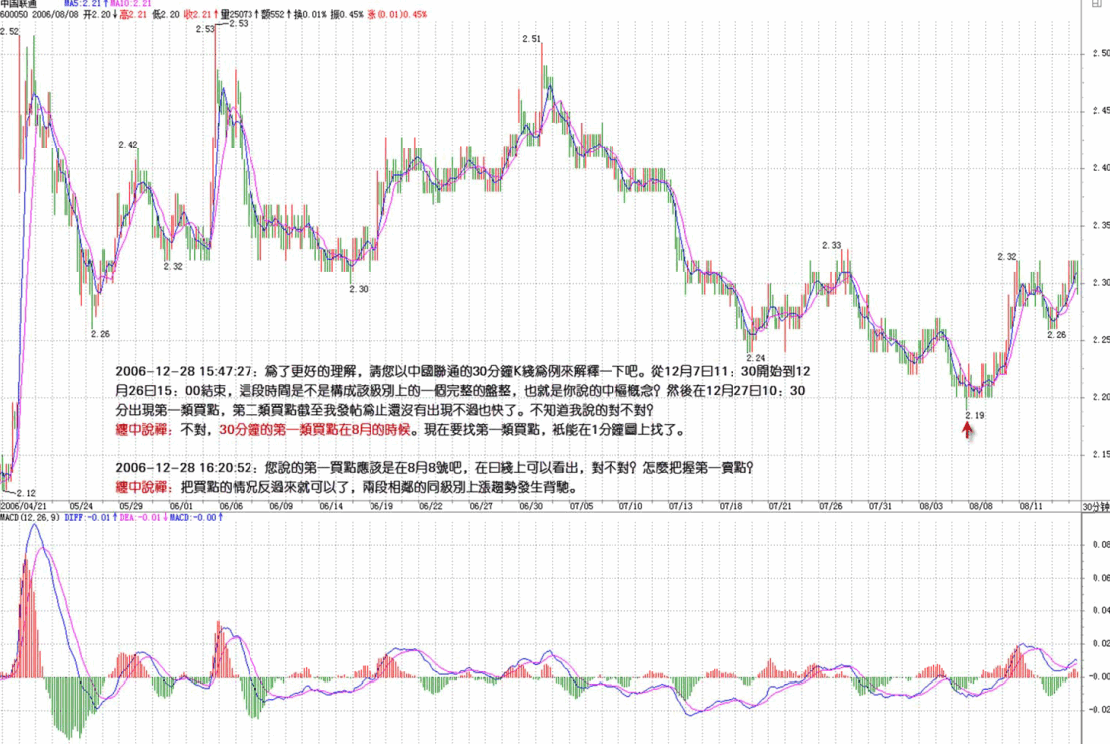 中国联通 MA5:2.21↑MA10:2.21
600050 2006/08/08 开2.20↓高2.21 低2.20 收2.21↑量25073↑额552↑换0.01% 振0.45% 涨(0.01)0.45%
2.52
2.53
2.53
2.51
2.50
2.45
2.42
2.40
2.35
2.33
2.32
2.32
2.30
2.30
2.26
2.26
2.25
2.24
2006-12-28 15:47:27: 爲了更好的理解，請您以中國聯通的30分鐘K綫爲例來解釋一下吧。從12月7曰11：30開始到12
月26曰15：00結束，這段時間是不是構成該級別上的一個完整的盤整，也就是你說的中樞概念？然後在12月27曰10：30
分出現第一類買點，第二類買點截至我發帖爲止還沒有出現不過也快了。不知道我說的對不對？
2.20
2.19
纏中說禪：不對，30分鐘的第一類買點在8月的時候。現在要找第一類買點，衹能在1分鐘圖上找了。
2.15
2006-12-28 16:20:52: 您說的第一買點應該是在8月8號吧，在曰綫上可以看出，對不對？怎麼把握第一賣點？
纏中說禪：把買點的情况反過來就可以了，兩段相鄰的同級別上漲趨勢發生背馳。
2.12
2006/04/21 05/24 05/29 06/01 06/06 06/09 06/14 06/19 06/22 06/27 06/30 07/05 07/10 07/13 07/18 07/21 07/26 07/31 08/03 08/08 08/11 30分钟
MACD(12,26,9) DIFF:-0.01↑DEA:-0.01↓MACD:-0.00↑
0.08
0.06
0.04
0.02
-0.00
-0.02